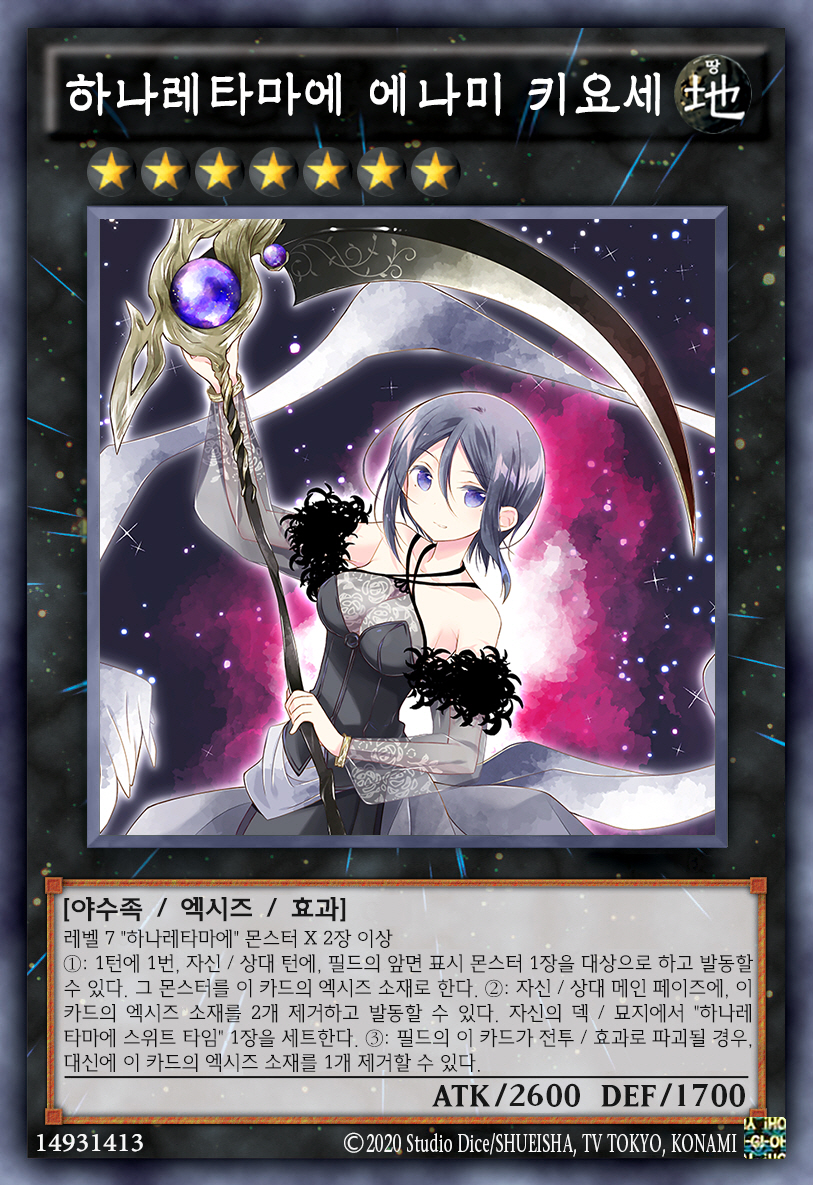 하나레타마에 에나미 키요세
땅
地
[야수족 / 엑시즈 / 효과]
레벨 7 "하나레타마에" 몬스터 X 2장 이상
①: 1턴에 1번, 자신 / 상대 턴에, 필드의 앞면 표시 몬스터 1장을 대상으로 하고 발동할
수 있다. 그 몬스터를 이 카드의 엑시즈 소재로 한다. ②: 자신 / 상대 메인 페이즈에, 이
카드의 엑시즈 소재를 2개 제거하고 발동할 수 있다. 자신의 덱 / 묘지에서 "하나레
타마에 스위트 타임" 1장을 세트한다. ③: 필드의 이 카드가 전투 / 효과로 파괴될 경우,
대신에 이 카드의 엑시즈 소재를 1개 제거할 수 있다.
ATK/2600 DEF/1700
14931413
©2020 Studio Dice/SHUEISHA, TV TOKYO, KONAMI